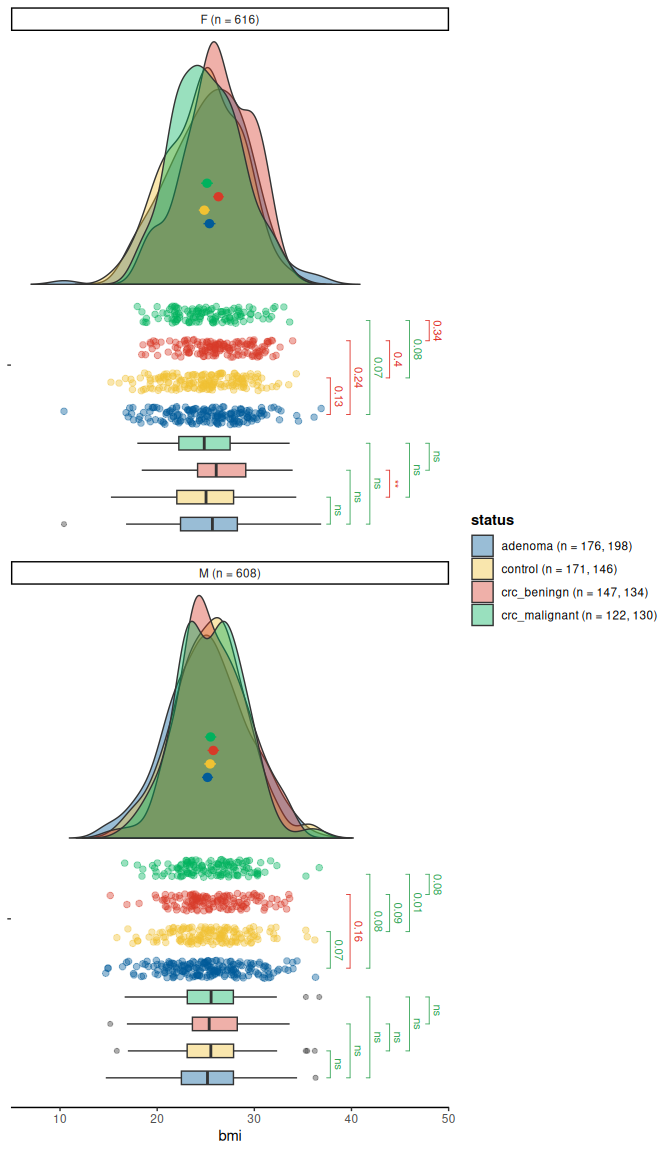 F (n = 616)
0.34
0.08
0.4
0.07
0.24
0.13
ns
ns
**
ns
ns
ns
status
adenoma (n = 176, 198)
control (n = 171, 146)
crc_beningn (n = 147, 134)
crc_malignant (n = 122, 130)
M (n = 608)
0.08
0.01
0.09
0.08
0.16
0.07
ns
ns
ns
ns
ns
ns
10 20 30 40 50
bmi